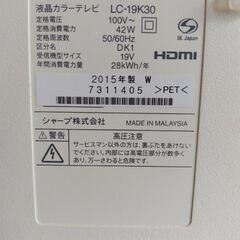 液晶カラーテレビ LC-19K30
定格電圧 100V~
定格消費電力 42W
定格周波数 50/60Hz
区分名 DK1
受信機型サイズ 19V
年間消費電力量 28kWh/年
UL Japan
HDMI
2015年製 W
7311405 >PET<
シャープ株式会社 MADE IN MALAYSIA
高圧注意
サービスマン以外の方は、裏ぶたをあけないでください。内部には高電圧部分が数多く
あり、万一さわると危険です。